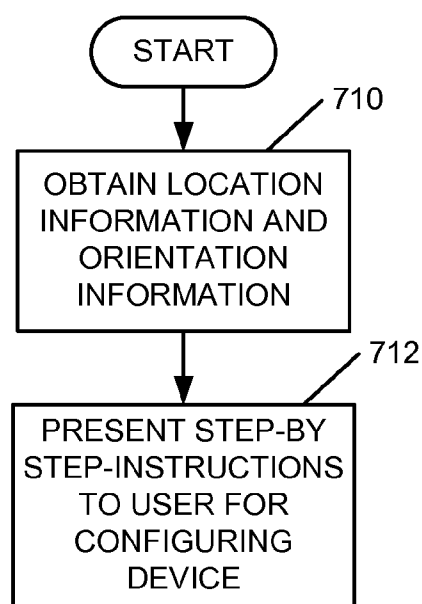 START
710
OBTAIN LOCATION
INFORMATION AND
ORIENTATION
INFORMATION
712
PRESENT STEP-BY
STEP-INSTRUCTIONS
TO USER FOR
CONFIGURING
DEVICE